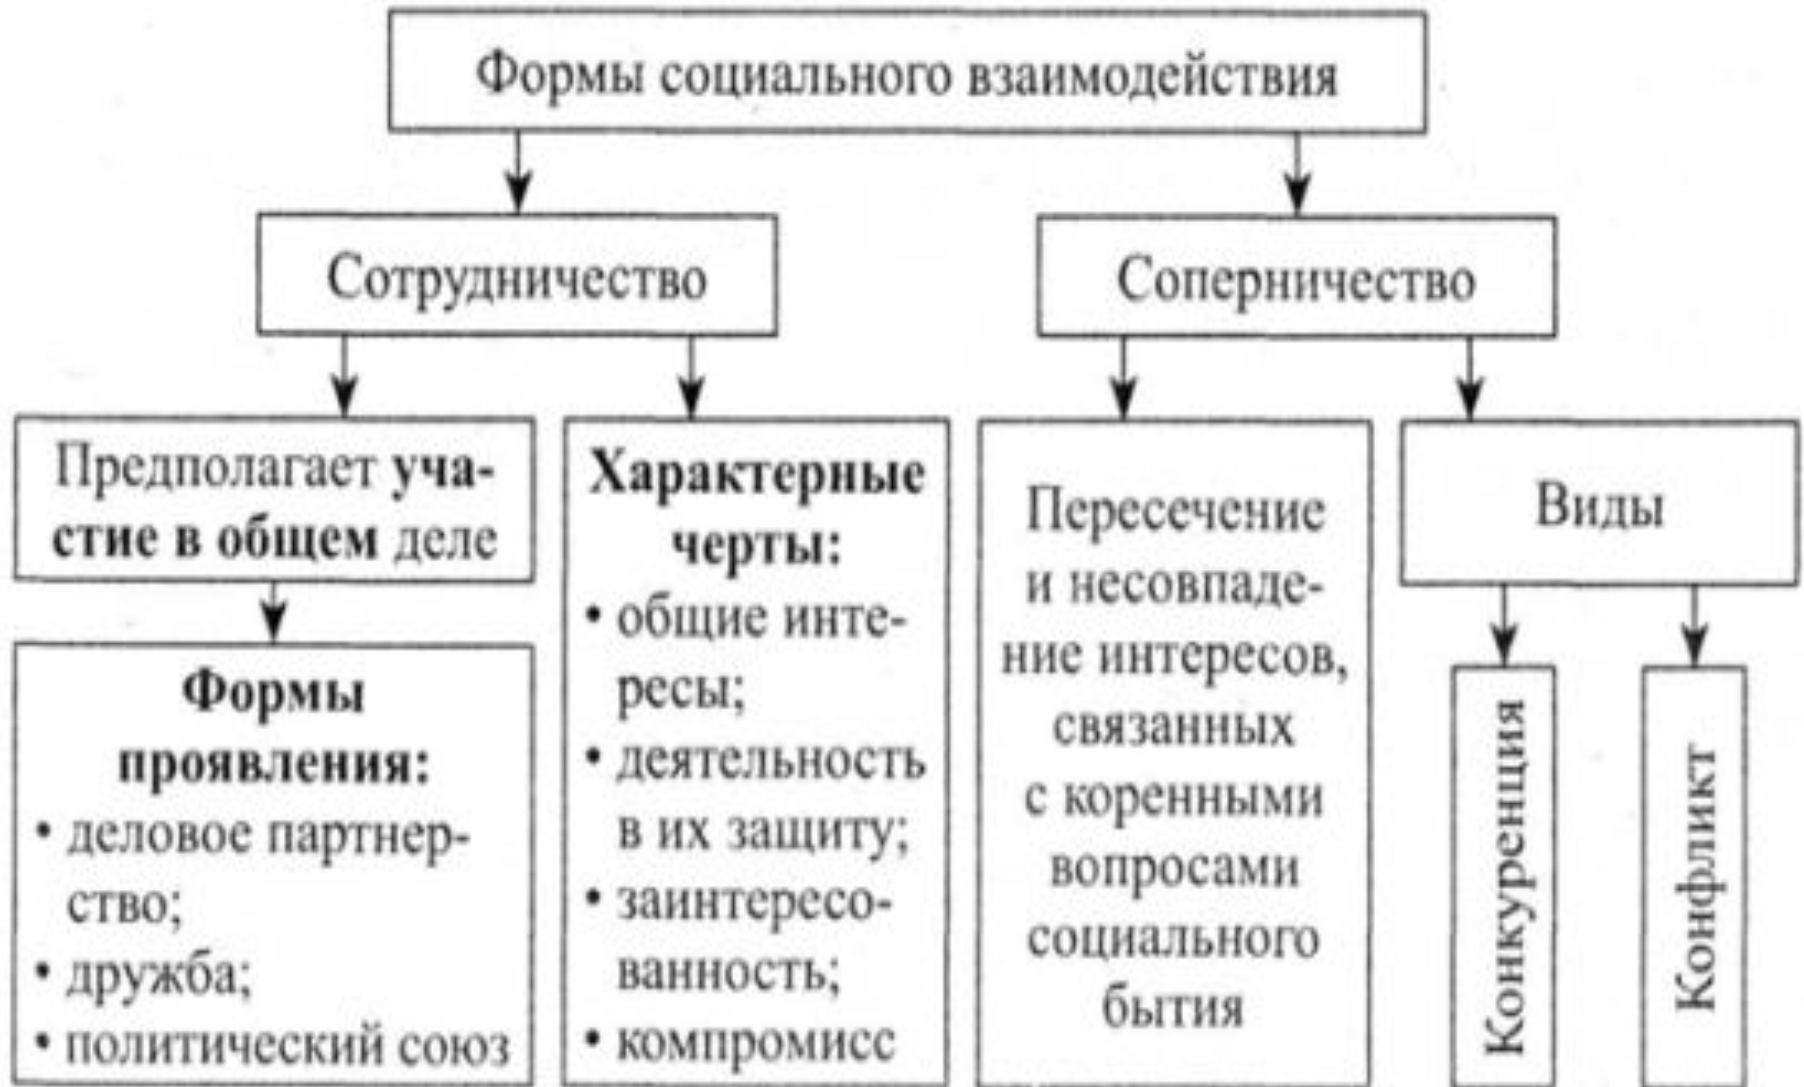 Формы социального взаимодействия
Сотрудничество
Соперничество
Предполагает уча-
стие в общем деле
Формы
проявления:
• деловое партнер-
ство;
• дружба;
• политический союз
Характерные
черты:
• общие инте-
ресы;
• деятельность
в их защиту;
• заинтересо-
ванность;
• компромисс
Пересечение
и несовпаде-
ние интересов,
связанных
с коренными
вопросами
социального
бытия
Виды
Конкуренция
Конфликт